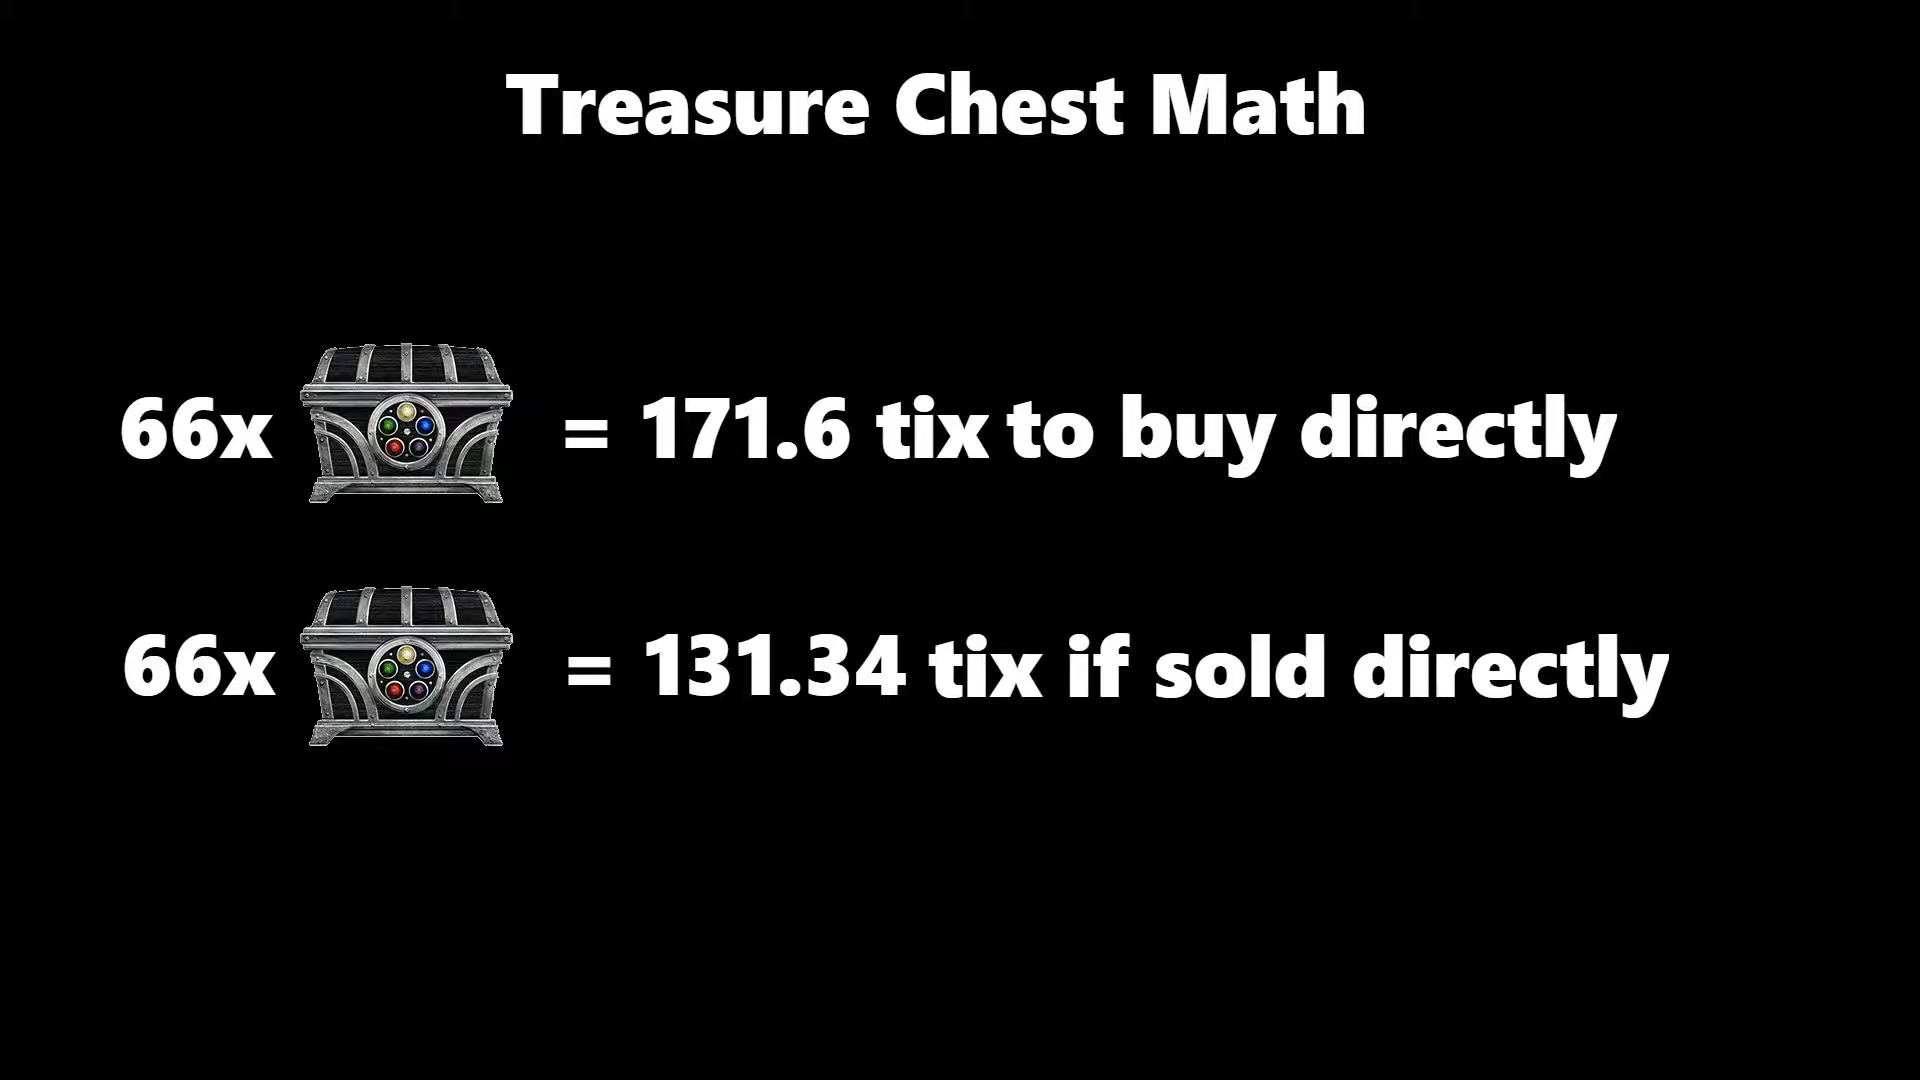 Treasure Chest Math
66x = 171.6 tix to buy directly
66x = 131.34 tix if sold directly